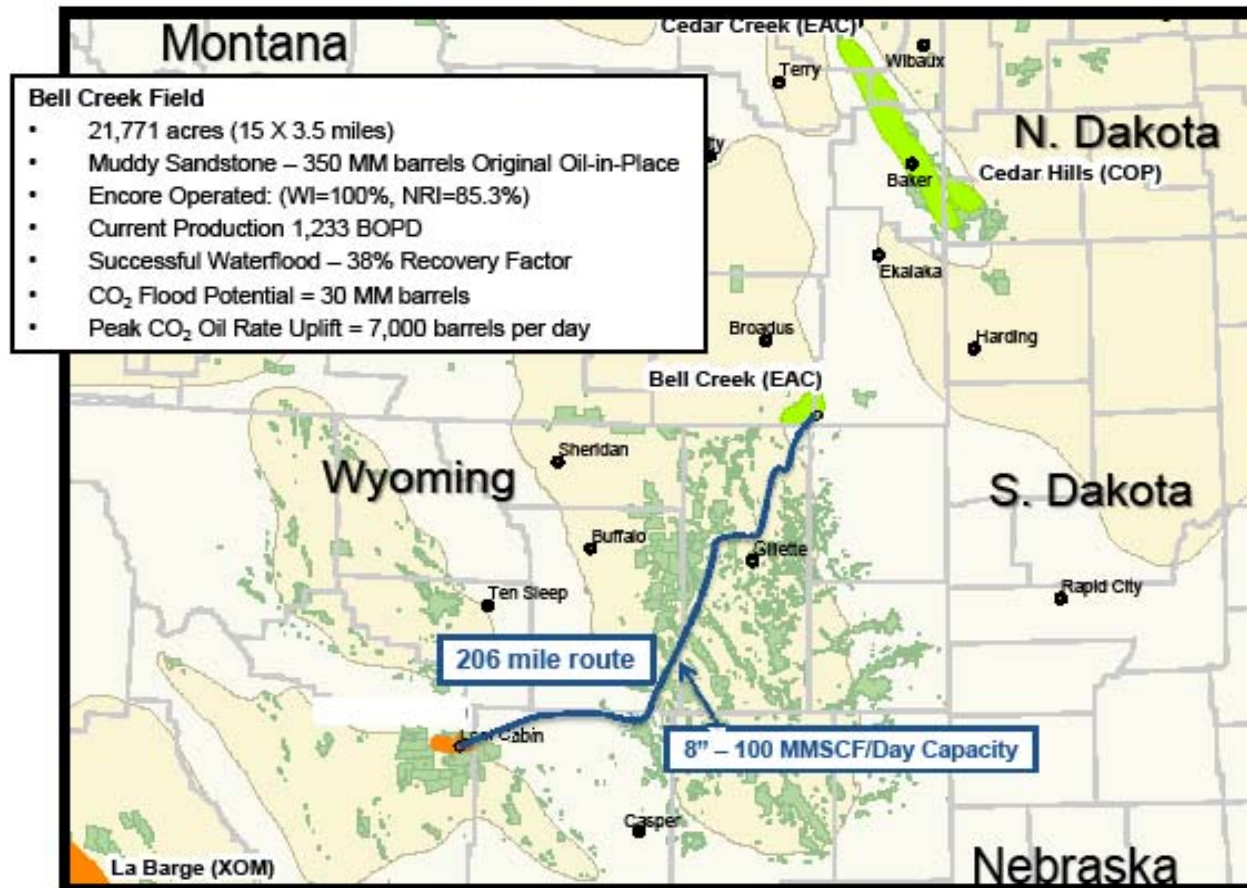 Montana
Cedar Creek (EAC)
Wibaux
Terry
Bell Creek Field
• 21,771 acres (15 X 3.5 miles)
• Muddy Sandstone – 350 MM barrels Original Oil-in-Place
• Encore Operated: (WI=100%, NRI=85.3%)
• Current Production 1,233 BOPD
• Successful Waterflood – 38% Recovery Factor
• CO₂ Flood Potential = 30 MM barrels
• Peak CO₂ Oil Rate Uplift = 7,000 barrels per day
N. Dakota
Baker
Cedar Hills (COP)
Ekalaka
Broadus
Harding
Bell Creek (EAC)
Sheridan
Wyoming
S. Dakota
Buffalo
Gillette
Ten Sleep
Rapid City
206 mile route
Cabin
8" – 100 MMSCF/Day Capacity
Casper
La Barge (XOM)
Nebraska